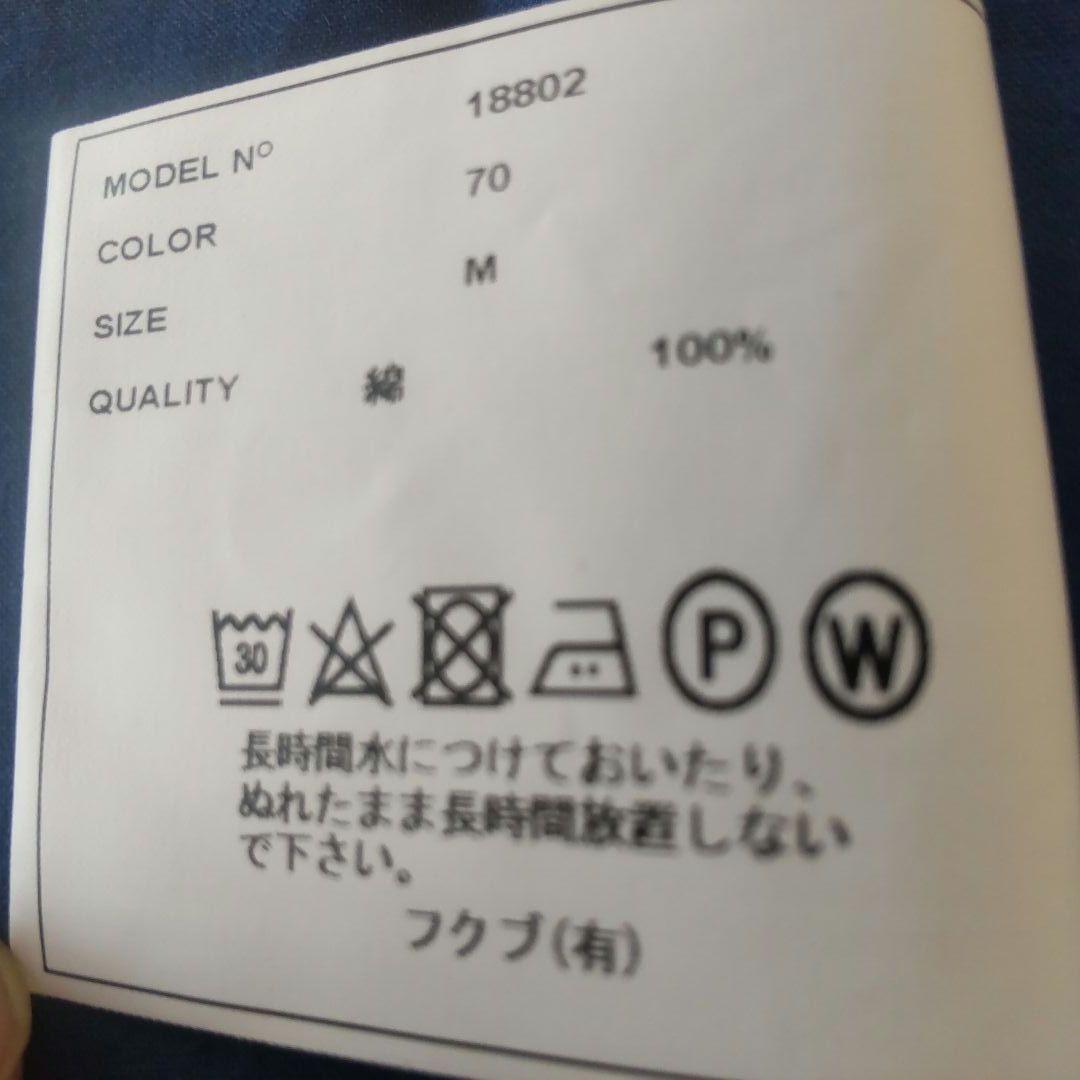 MODEL N° 18802
COLOR 70
SIZE M
QUALITY 綿 100%
30 P W
長時間水につけておいたり、
ぬれたまま長時間放置しない
で下さい。
フクブ(有)